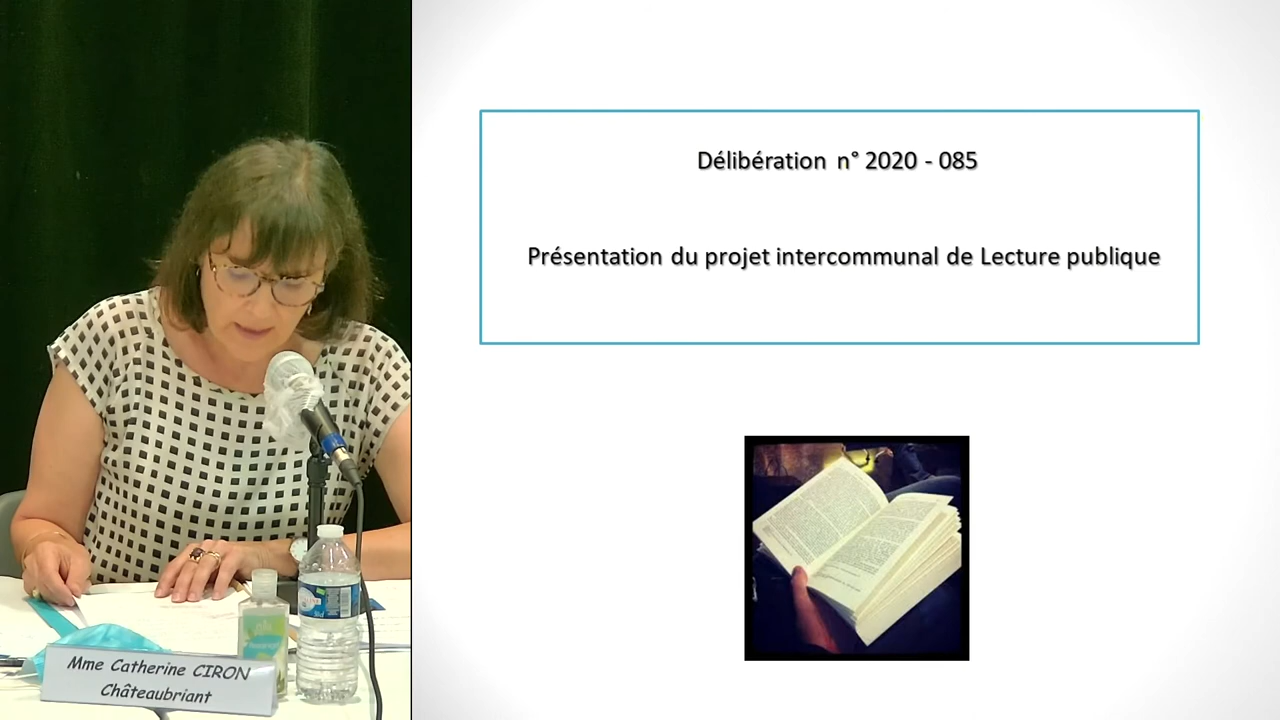 Délibération n° 2020 - 085
Présentation du projet intercommunal de Lecture publique
Mme Catherine CIRON
Châteaubriant